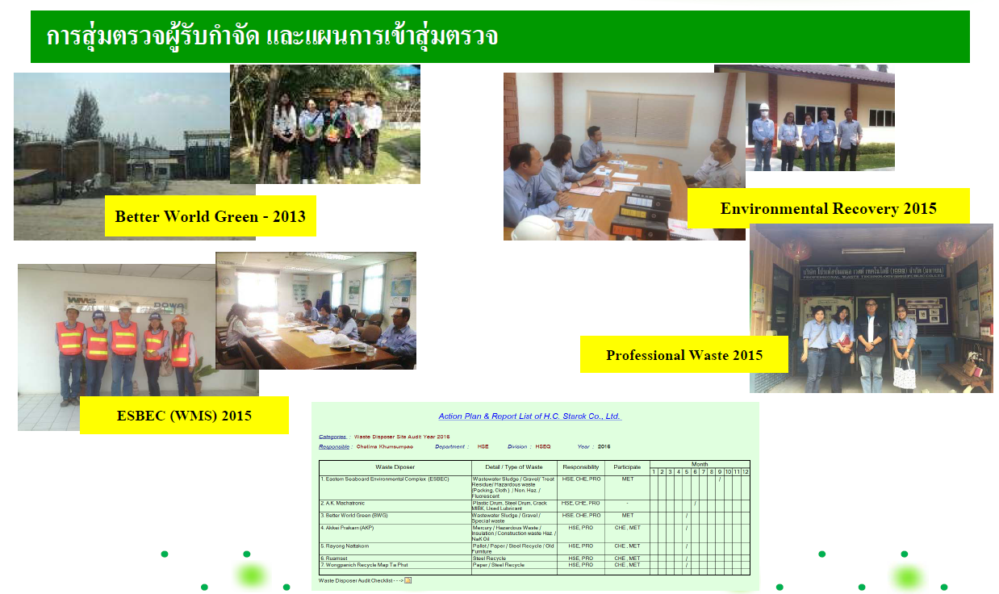 การสุ่มตรวจผู้รับกำจัด และแผนการเข้าสุ่มตรวจ
Better World Green - 2013
Environmental Recovery 2015
WMS DOWA
บริษัท โปรเฟสชั่นแนล เวสต์ เทคโนโลยี (1999) จำกัด (มหาชน)
PROFESSIONAL WASTE TECHNOLOGY (1999) PUBLIC CO.,LTD
Professional Waste 2015
ESBEC (WMS) 2015
Action Plan & Report List of H.C. Starck Co., Ltd.
Categories : Waste Disposer Site Audit Year 2016
Responsible : Chotima Khumsumpao Department : HSE Division : HSEQ Year : 2016
Waste Diposer Detail / Type of Waste Responsibility Participate Month
1 2 3 4 5 6 7 8 9 10 11 12
1. Eastern Seaboard Environmental Complex (ESBEC) Wastewater Sludge / Gravel/ Treat HSE, CHE, PRO MET /
Residue/ Hazardous waste
(Packing, Cloth ) / Non. Haz. /
Fluorescent
2. A.K. Machatronic Plastic Drum, Steel Drum, Crack HSE, CHE, PRO - /
MIBK, Used Lubricant
3. Better World Green (BWG) Wastewater Sludge / Gravel / HSE, CHE, PRO MET /
Special waste
4. Akkei Prakarn (AKP) Mercury / Hazardous Waste / HSE, PRO CHE , MET /
Insulation / Construction waste Haz. /
NaK Oil
5. Rayong Nattakorn Pallet / Paper / Steel Recycle / Old HSE, PRO CHE , MET /
Furniture
6. Ruamset Steel Recycle HSE, PRO CHE , MET /
7. Wongpanich Recycle Map Ta Phut Paper / Steel Recycle HSE, PRO CHE , MET /
Waste Disposer Audit Checklist - - ->